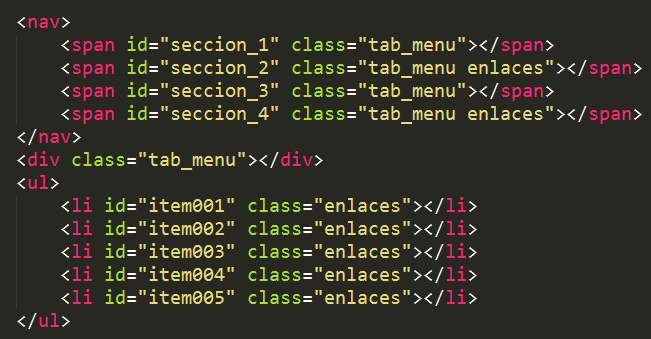 <nav>
    <span id="seccion_1" class="tab_menu"></span>
    <span id="seccion_2" class="tab_menu enlaces"></span>
    <span id="seccion_3" class="tab_menu"></span>
    <span id="seccion_4" class="tab_menu enlaces"></span>
</nav>
<div class="tab_menu"></div>
<ul>
    <li id="item001" class="enlaces"></li>
    <li id="item002" class="enlaces"></li>
    <li id="item003" class="enlaces"></li>
    <li id="item004" class="enlaces"></li>
    <li id="item005" class="enlaces"></li>
</ul>